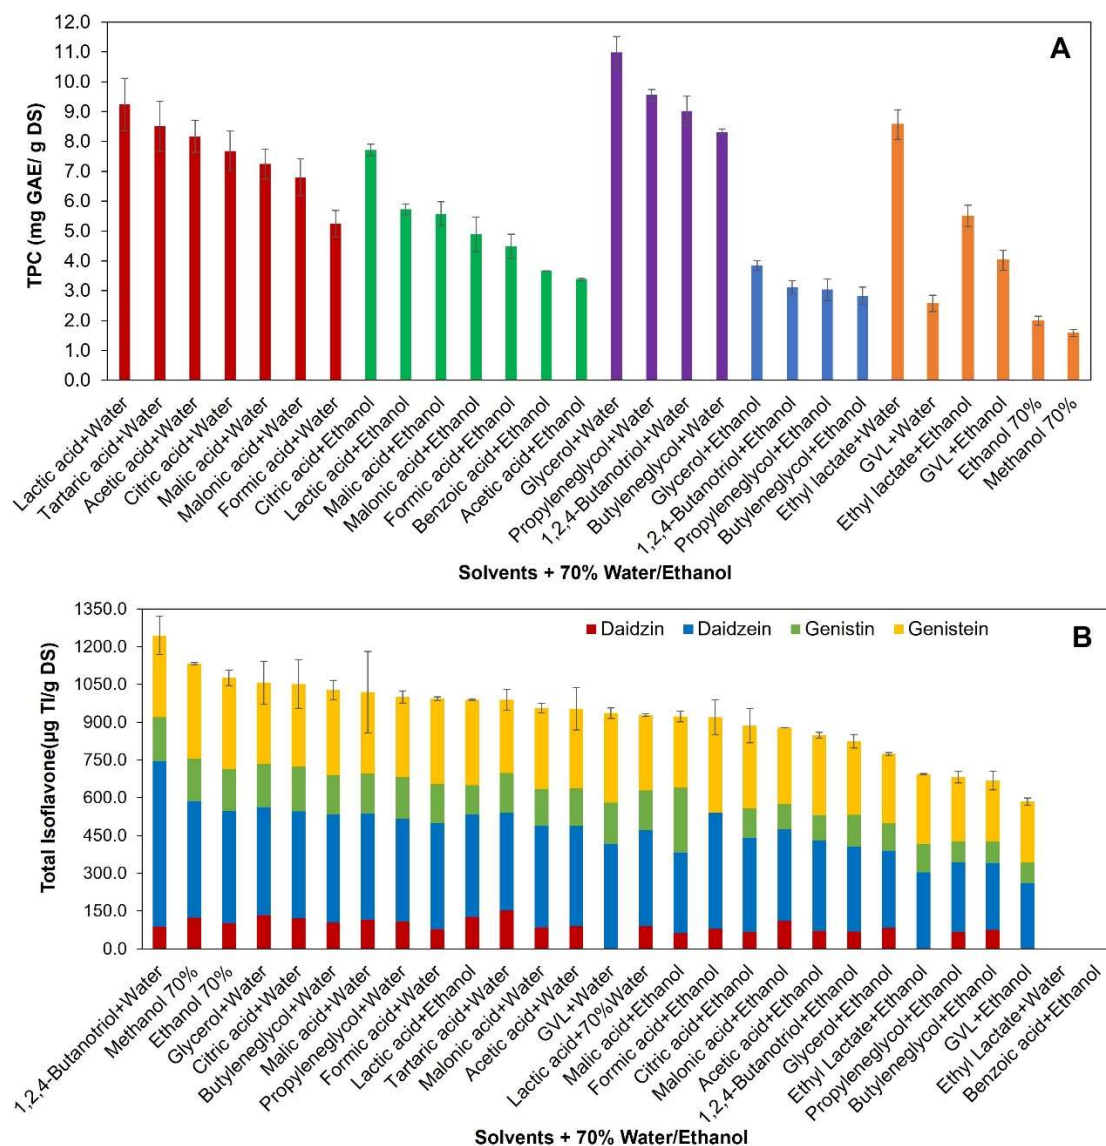 A
TPC (mg GAE/ g DS)
12.0
11.0
10.0
9.0
8.0
7.0
6.0
5.0
4.0
3.0
2.0
1.0
0.0
Lactic acid+Water
Tartaric acid+Water
Acetic acid+Water
Citric acid+Water
Malic acid+Water
Malonic acid+Water
Formic acid+Water
Citric acid+Ethanol
Lactic acid+Ethanol
Malic acid+Ethanol
Malonic acid+Ethanol
Formic acid+Ethanol
Benzoic acid+Ethanol
Acetic acid+Ethanol
Glycerol+Water
Propyleneglycol+Water
1,2,4-Butanotriol+Water
Butyleneglycol+Water
Glycerol+Ethanol
1,2,4-Butanotriol+Ethanol
Propylenegycol+Ethanol
Butylenegycol+Ethanol
Ethyl lactate+Water
GVL+Water
Ethyl lactate+Ethanol
GVL+Ethanol
Ethanol 70%
Methanol 70%
Solvents + 70% Water/Ethanol
B
Total Isoflavone(µg TI/g DS)
1350.0
1200.0
1050.0
900.0
750.0
600.0
450.0
300.0
150.0
0.0
Daidzin Daidzein Genistin Genistein
1,2,4-Butanotriol+Water
Methanol 70%
Ethanol 70%
Glycerol+Water
Citric acid+Water
Butyleneglycol+Water
Malic acid+Water
Propyleneglycol+Water
Formic acid+Water
Lactic acid+Ethanol
Tartaric acid+Water
Malonic acid+Water
Acetic acid+Water
GVL+Water
Lactic acid+70%Water
Malic acid+Ethanol
Formic acid+Ethanol
Citric acid+Ethanol
Malonic acid+Ethanol
Acetic acid+Ethanol
1,2,4-Butanotriol+Ethanol
Glycerol+Ethanol
Ethyl Lactate+Ethanol
Propylenegycol+Ethanol
Butylenegycol+Ethanol
GVL+Ethanol
Ethyl Lactate+Water
Benzoic acid+Ethanol
Solvents + 70% Water/Ethanol